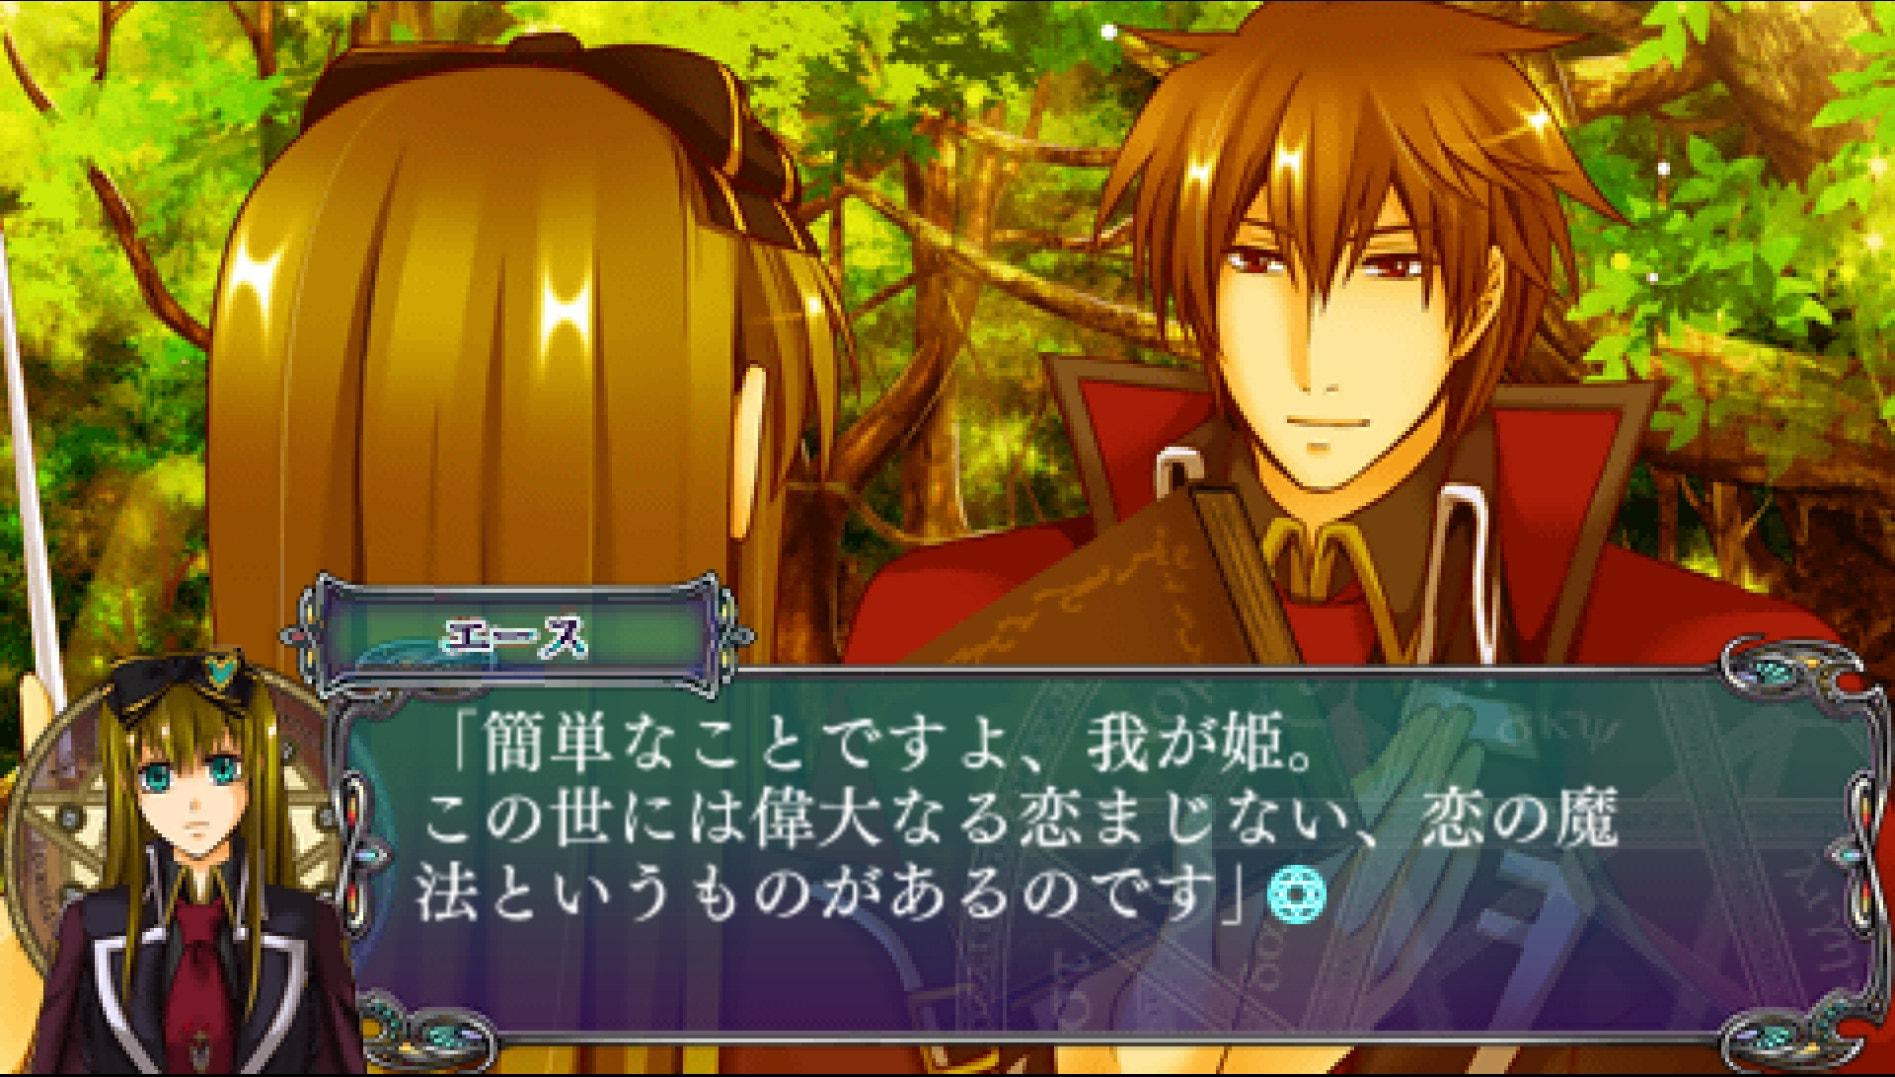 エース
「簡単なことですよ、我が姫。
この世には偉大なる恋まじない、恋の魔
法というものがあるのです」